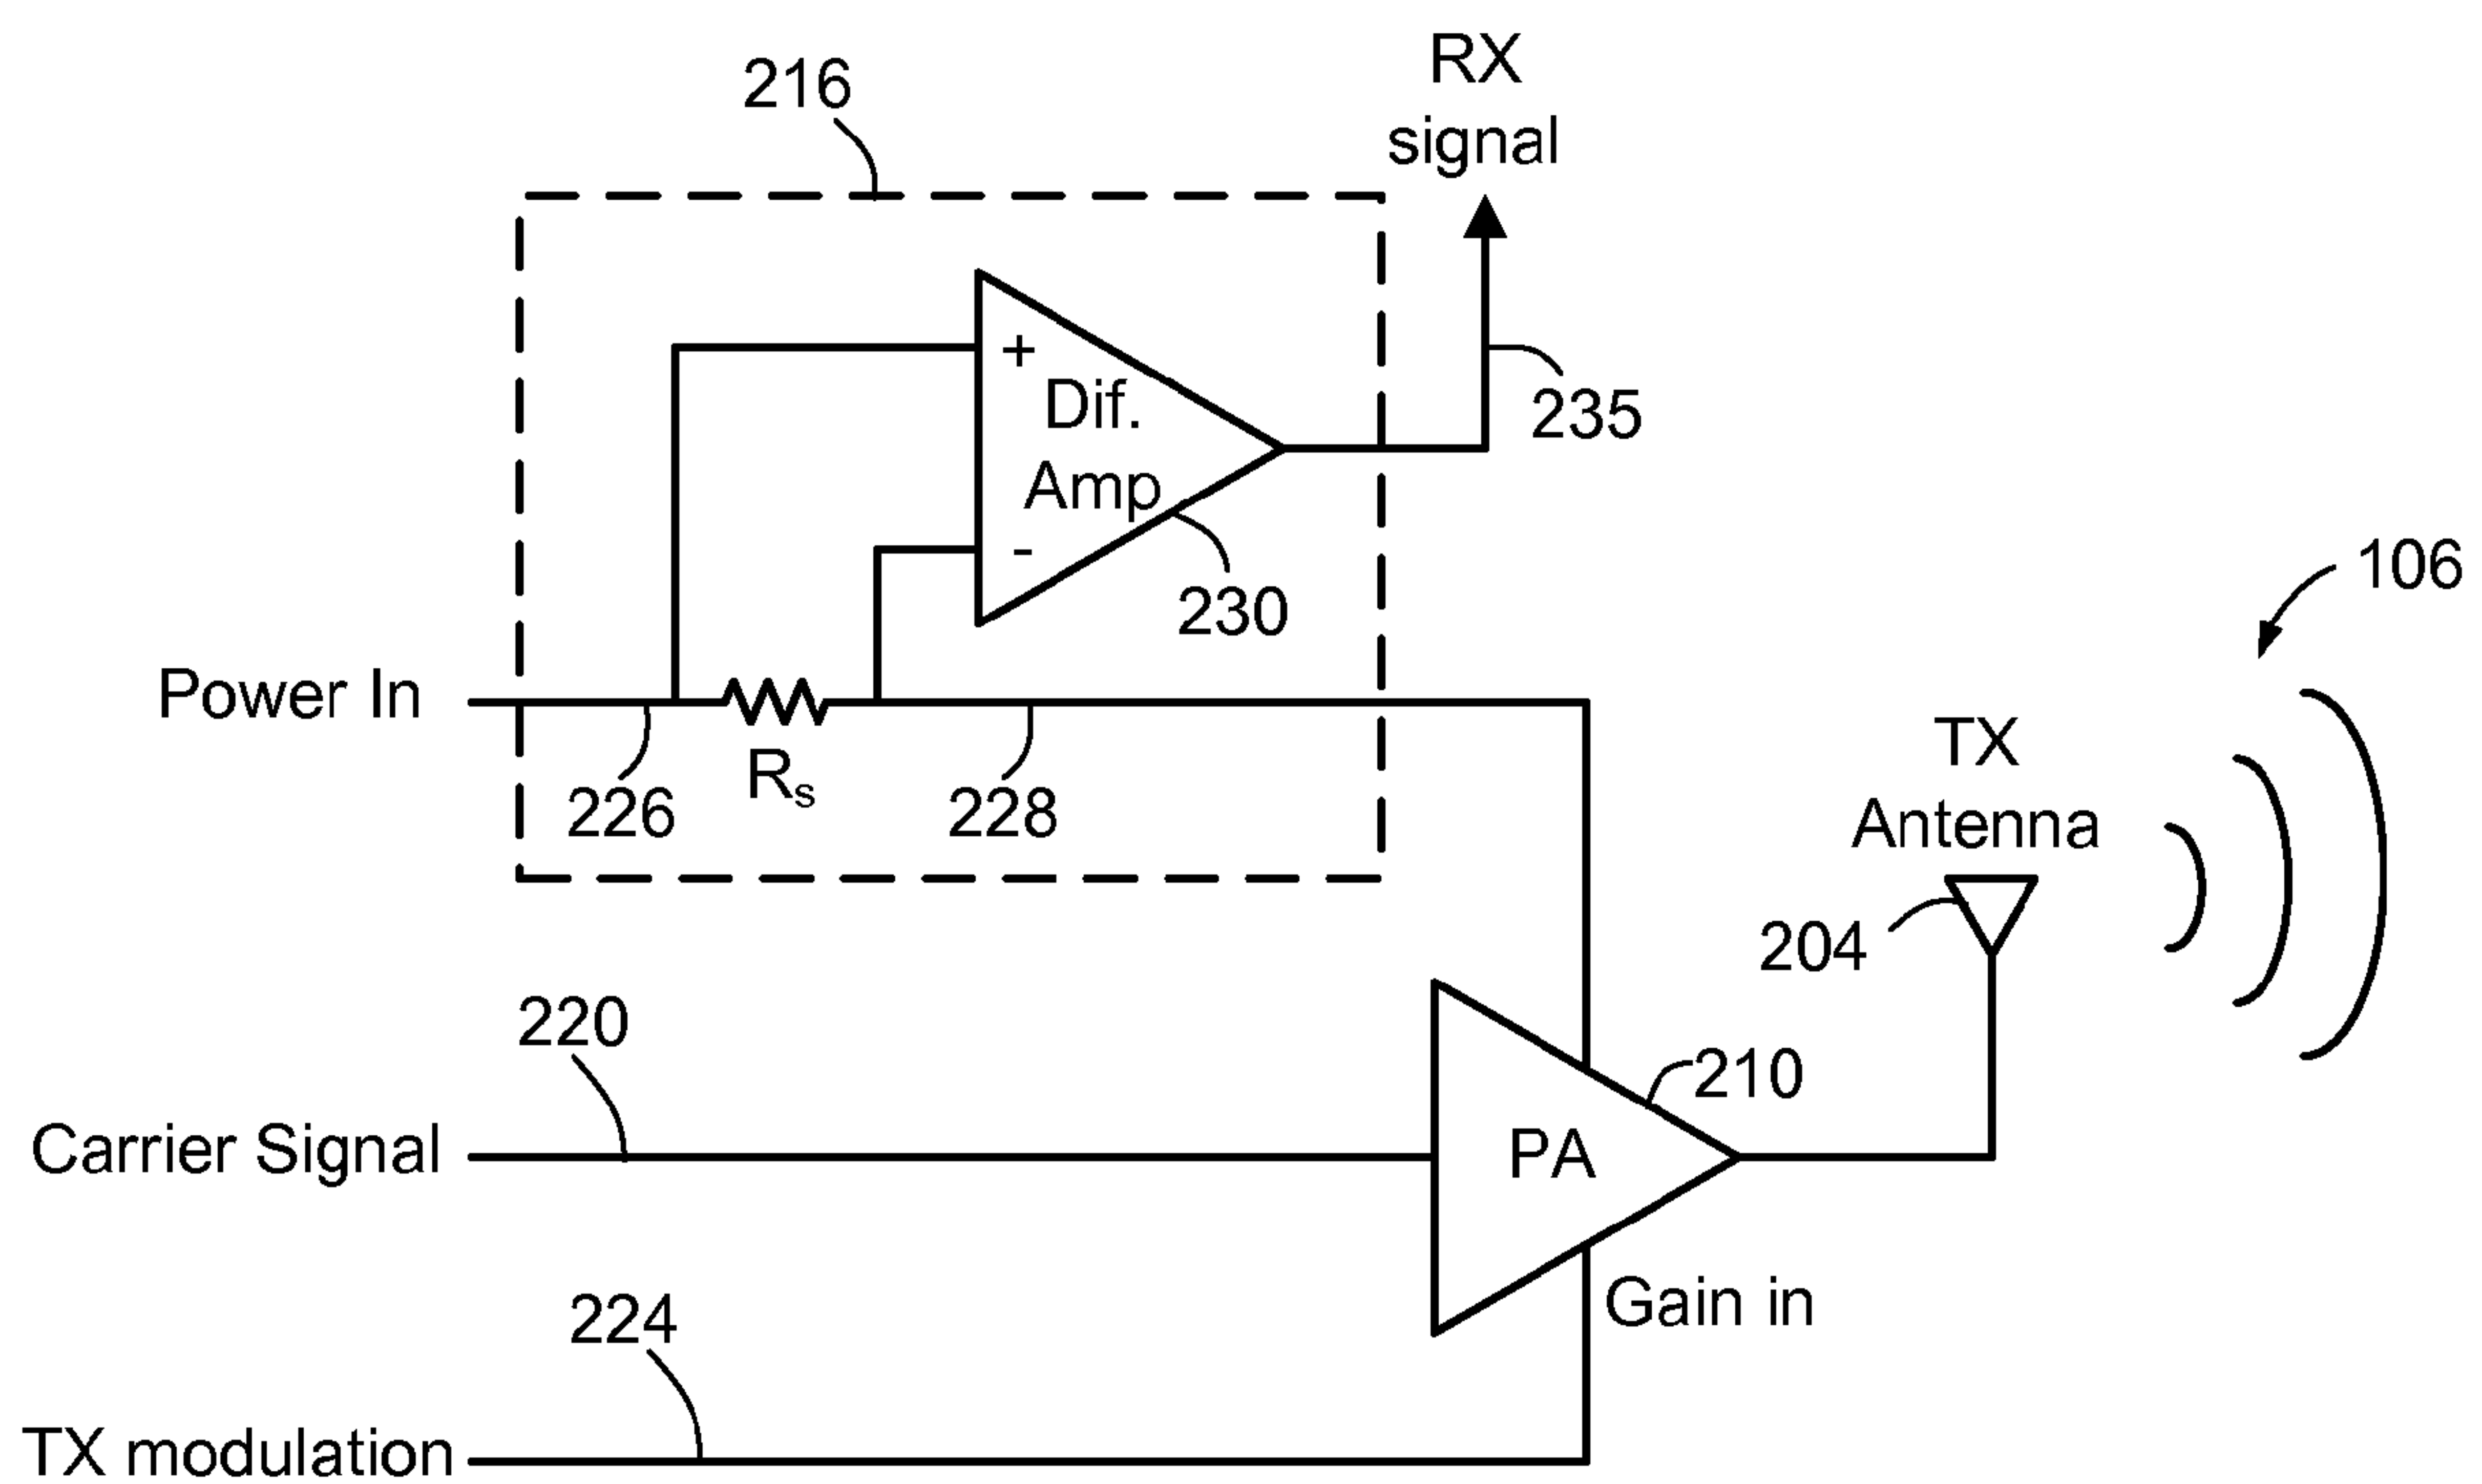 RX
signal
216
+
Dif.
Amp
-
235
230
106
Power In
Rs
226
228
TX
Antenna
204
220
210
Carrier Signal
PA
Gain in
224
TX modulation